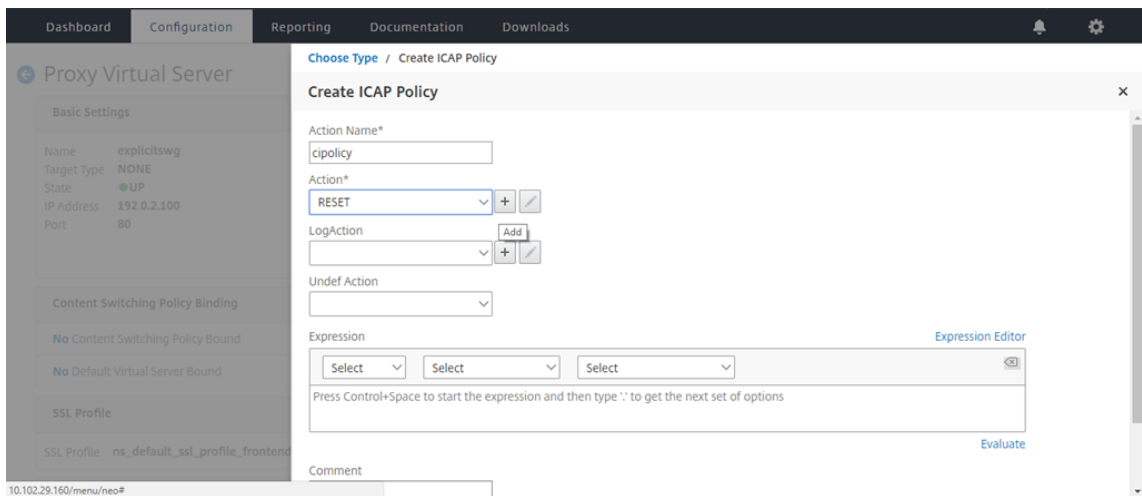 Dashboard Configuration Reporting Documentation Downloads
Choose Type / Create ICAP Policy
Proxy Virtual Server
Basic Settings
Name explicitswg
Target Type NONE
State UP
IP Address 192.0.2.100
Port 80
Content Switching Policy Binding
No Content Switching Policy Bound
No Default Virtual Server Bound
SSL Profile
SSL Profile ns_default_ssl_profile_frontend
Create ICAP Policy
Action Name*
cipolicy
Action*
RESET
+
Add
LogAction
+
Undef Action
Expression Expression Editor
Select Select Select
Press Control+Space to start the expression and then type '.' to get the next set of options
Evaluate
Comment
10.102.29.160/menu/neo#